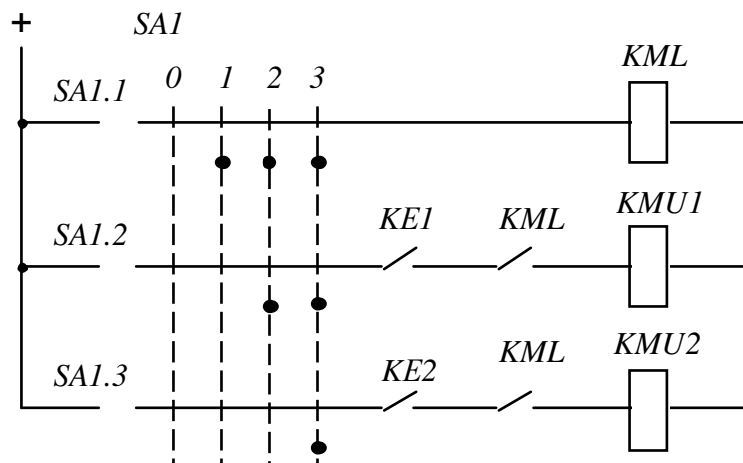 + SA1
KML
SA1.1 0 1 2 3
KE1 KML KMU1
SA1.2
KE2 KML KMU2
SA1.3